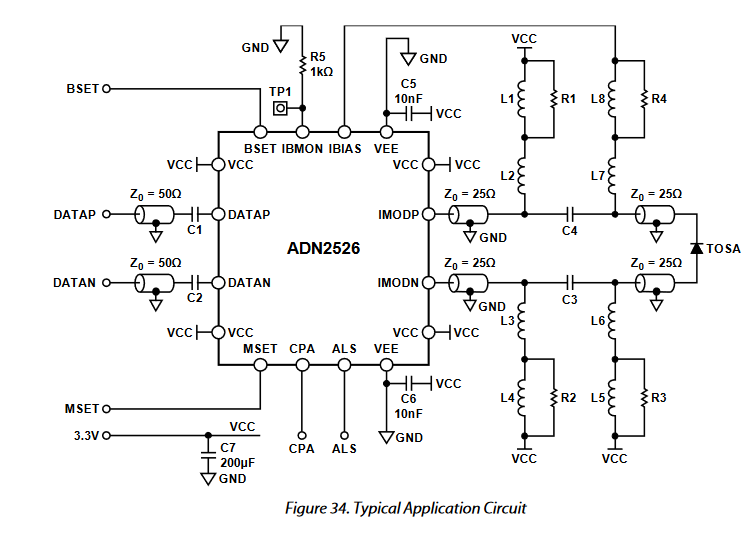 VCC
GND
R5
1kΩ
GND
C5
10nF
VCC
BSET
TP1
L1
R1
L8
R4
BSET IBMON IBIAS VEE
VCC
VCC
VCC
VCC
L2
L7
Z0 = 50Ω
Z0 = 25Ω
Z0 = 25Ω
DATAP
C1
DATAP
IMODP
GND
C4
ADN2526
TOSA
Z0 = 50Ω
Z0 = 25Ω
Z0 = 25Ω
DATAN
C2
DATAN
IMODN
GND
C3
VCC
VCC
VCC
VCC
L3
L6
MSET CPA ALS VEE
VCC
C6
10nF
L4
R2
L5
R3
MSET
3.3V
VCC
C7
200µF
GND
CPA
ALS
GND
VCC
VCC
Figure 34. Typical Application Circuit